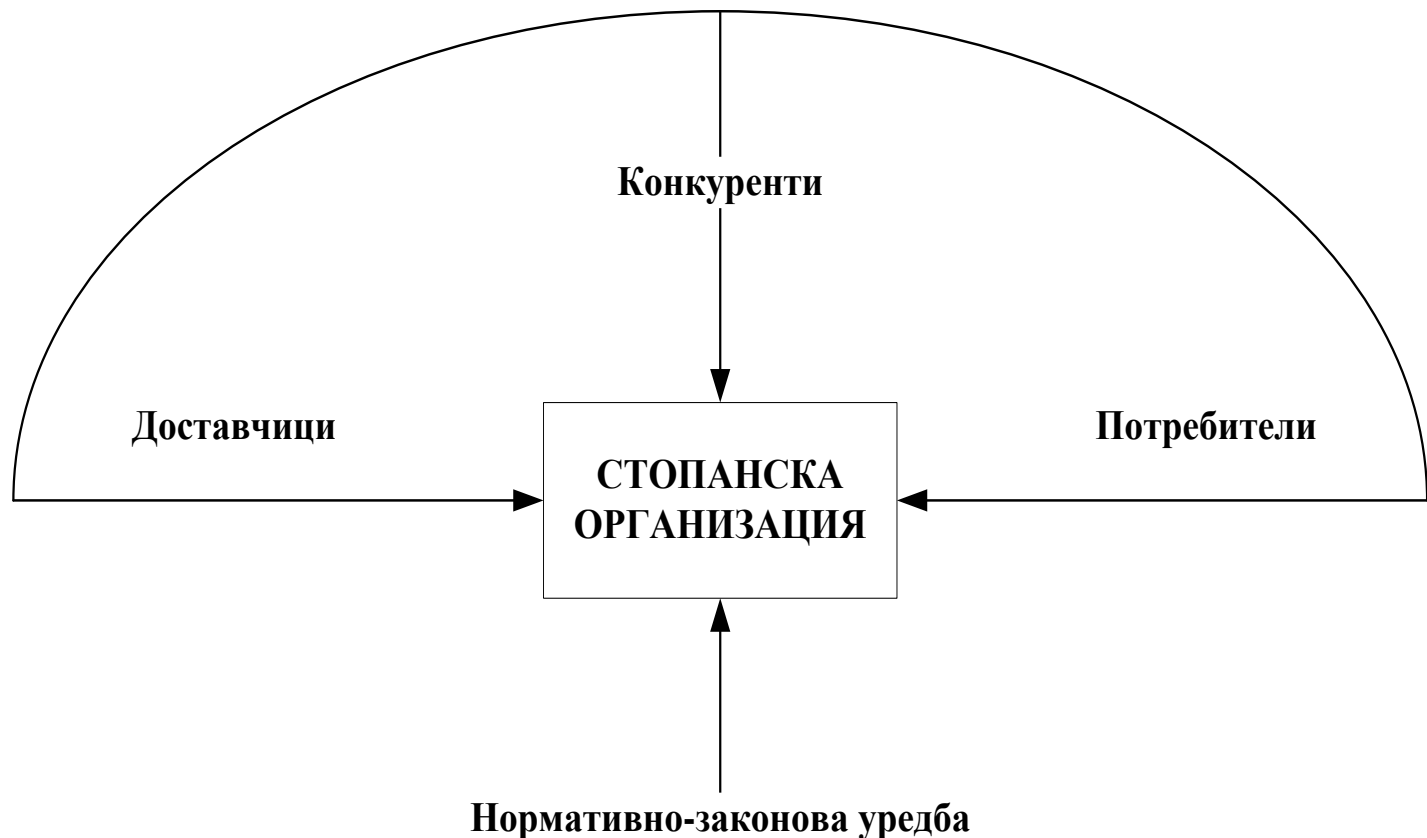 Конкуренти
Доставчици
Потребители
СТОПАНСКА
ОРГАНИЗАЦИЯ
Нормативно-законова уредба